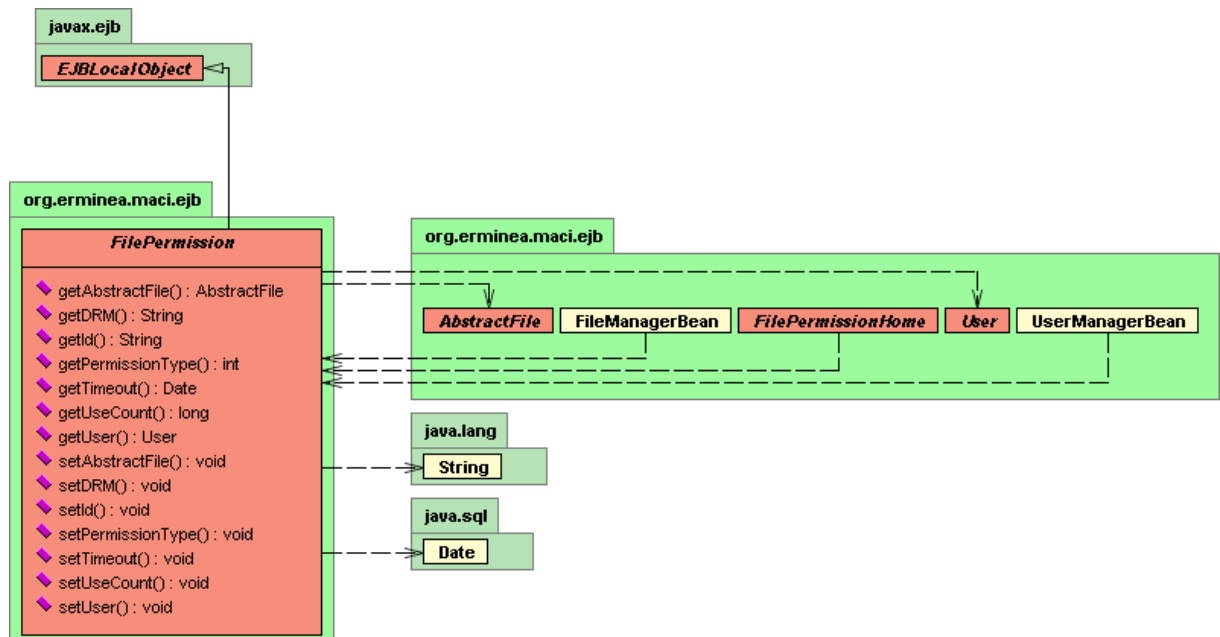 javax.ejb
EJBLocalObject
org.erminea.maci.ejb
FilePermission
getAbstractFile() : AbstractFile
getDRM() : String
getId() : String
getPermissionType() : int
getTimeout() : Date
getUseCount() : long
getUser() : User
setAbstractFile() : void
setDRM() : void
setId() : void
setPermissionType() : void
setTimeout() : void
setUseCount() : void
setUser() : void
org.erminea.maci.ejb
AbstractFile
FileManagerBean
FilePermissionHome
User
UserManagerBean
java.lang
String
java.sql
Date